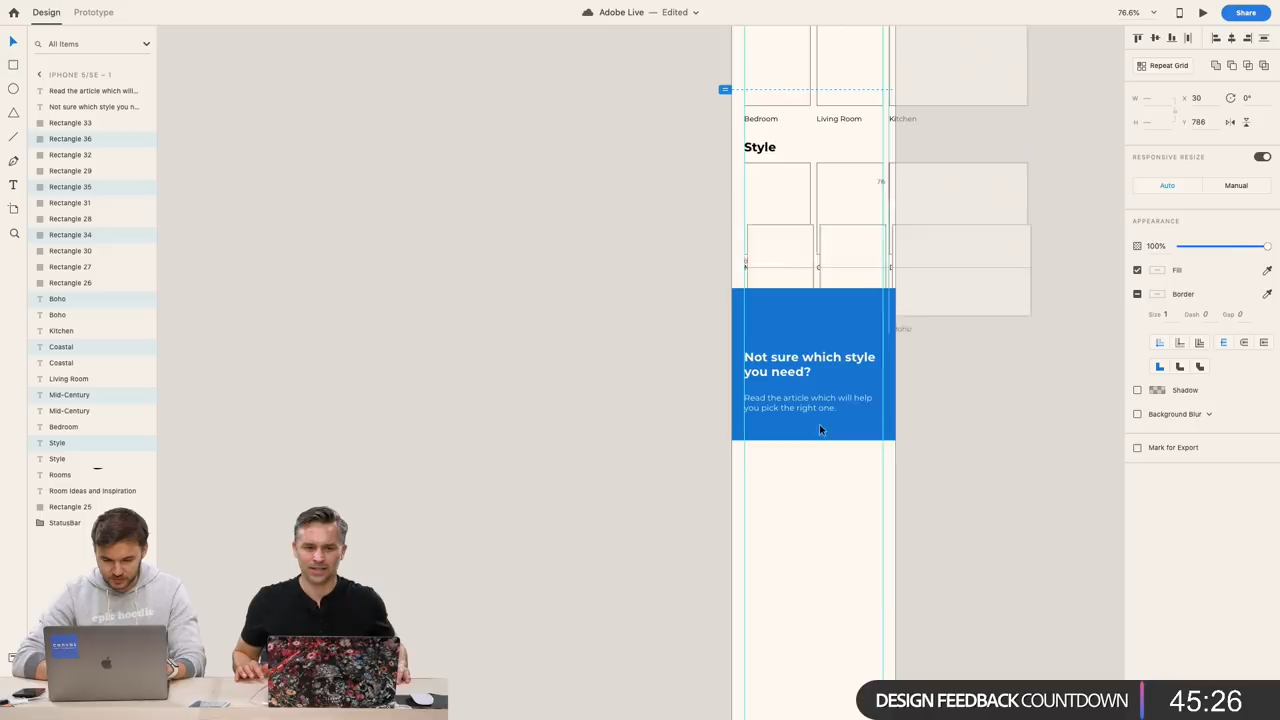 Design Prototype
Adobe Live — Edited
76.6%
Share
All Items
IPHONE 5/SE – 1
Read the article which will...
Not sure which style you n...
Rectangle 33
Rectangle 36
Rectangle 32
Rectangle 29
Rectangle 35
Rectangle 31
Rectangle 28
Rectangle 34
Rectangle 30
Rectangle 27
Rectangle 26
Boho
Boho
Kitchen
Coastal
Coastal
Living Room
Mid-Century
Mid-Century
Bedroom
Style
Style
Rooms
Room Ideas and Inspiration
Rectangle 25
StatusBar
Bedroom Living Room Kitchen
Style
76
Not sure which style
you need?
Read the article which will help
you pick the right one.
Repeat Grid
W — X 30 0°
H — Y 786
RESPONSIVE RESIZE
Auto Manual
APPEARANCE
100%
Fill
Border
Size 1 Dash 0 Gap 0
Shadow
Background Blur
Mark for Export
epic hoodie
canvas
DESIGN FEEDBACK COUNTDOWN 45:26